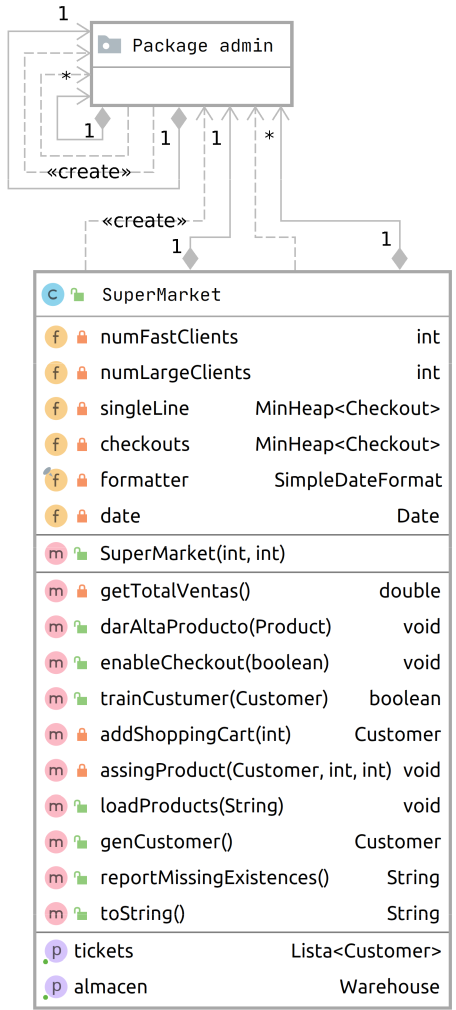 1
Package admin
*
1
1
«create»
1
*
«create»
1
1
SuperMarket
numFastClients int
numLargeClients int
singleLine MinHeap<Checkout>
checkouts MinHeap<Checkout>
formatter SimpleDateFormat
date Date
SuperMarket(int, int)
getTotalVentas() double
darAltaProducto(Product) void
enableCheckout(boolean) void
trainCustumer(Customer) boolean
addShoppingCart(int) Customer
assingProduct(Customer, int, int) void
loadProducts(String) void
genCustomer() Customer
reportMissingExistences() String
toString() String
tickets Lista<Customer>
almacen Warehouse